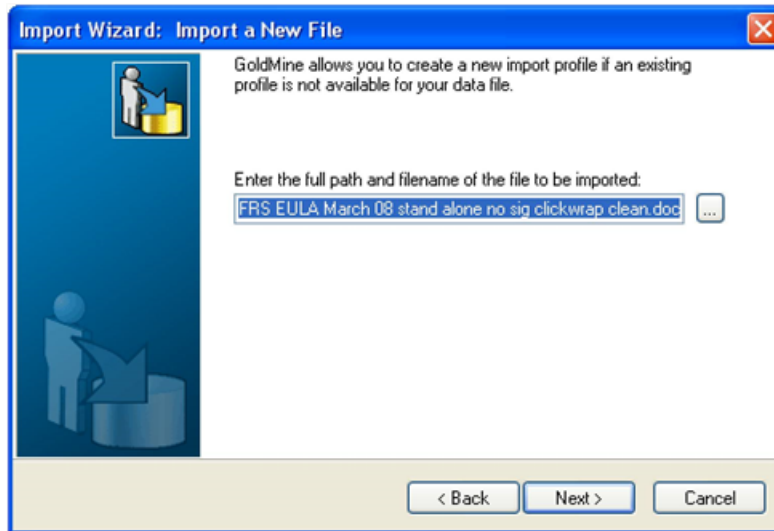 Import Wizard: Import a New File
GoldMine allows you to create a new import profile if an existing
profile is not available for your data file.
Enter the full path and filename of the file to be imported:
FRS EULA March 08 stand alone no sig clickwrap clean.doc
...
< Back Next > Cancel